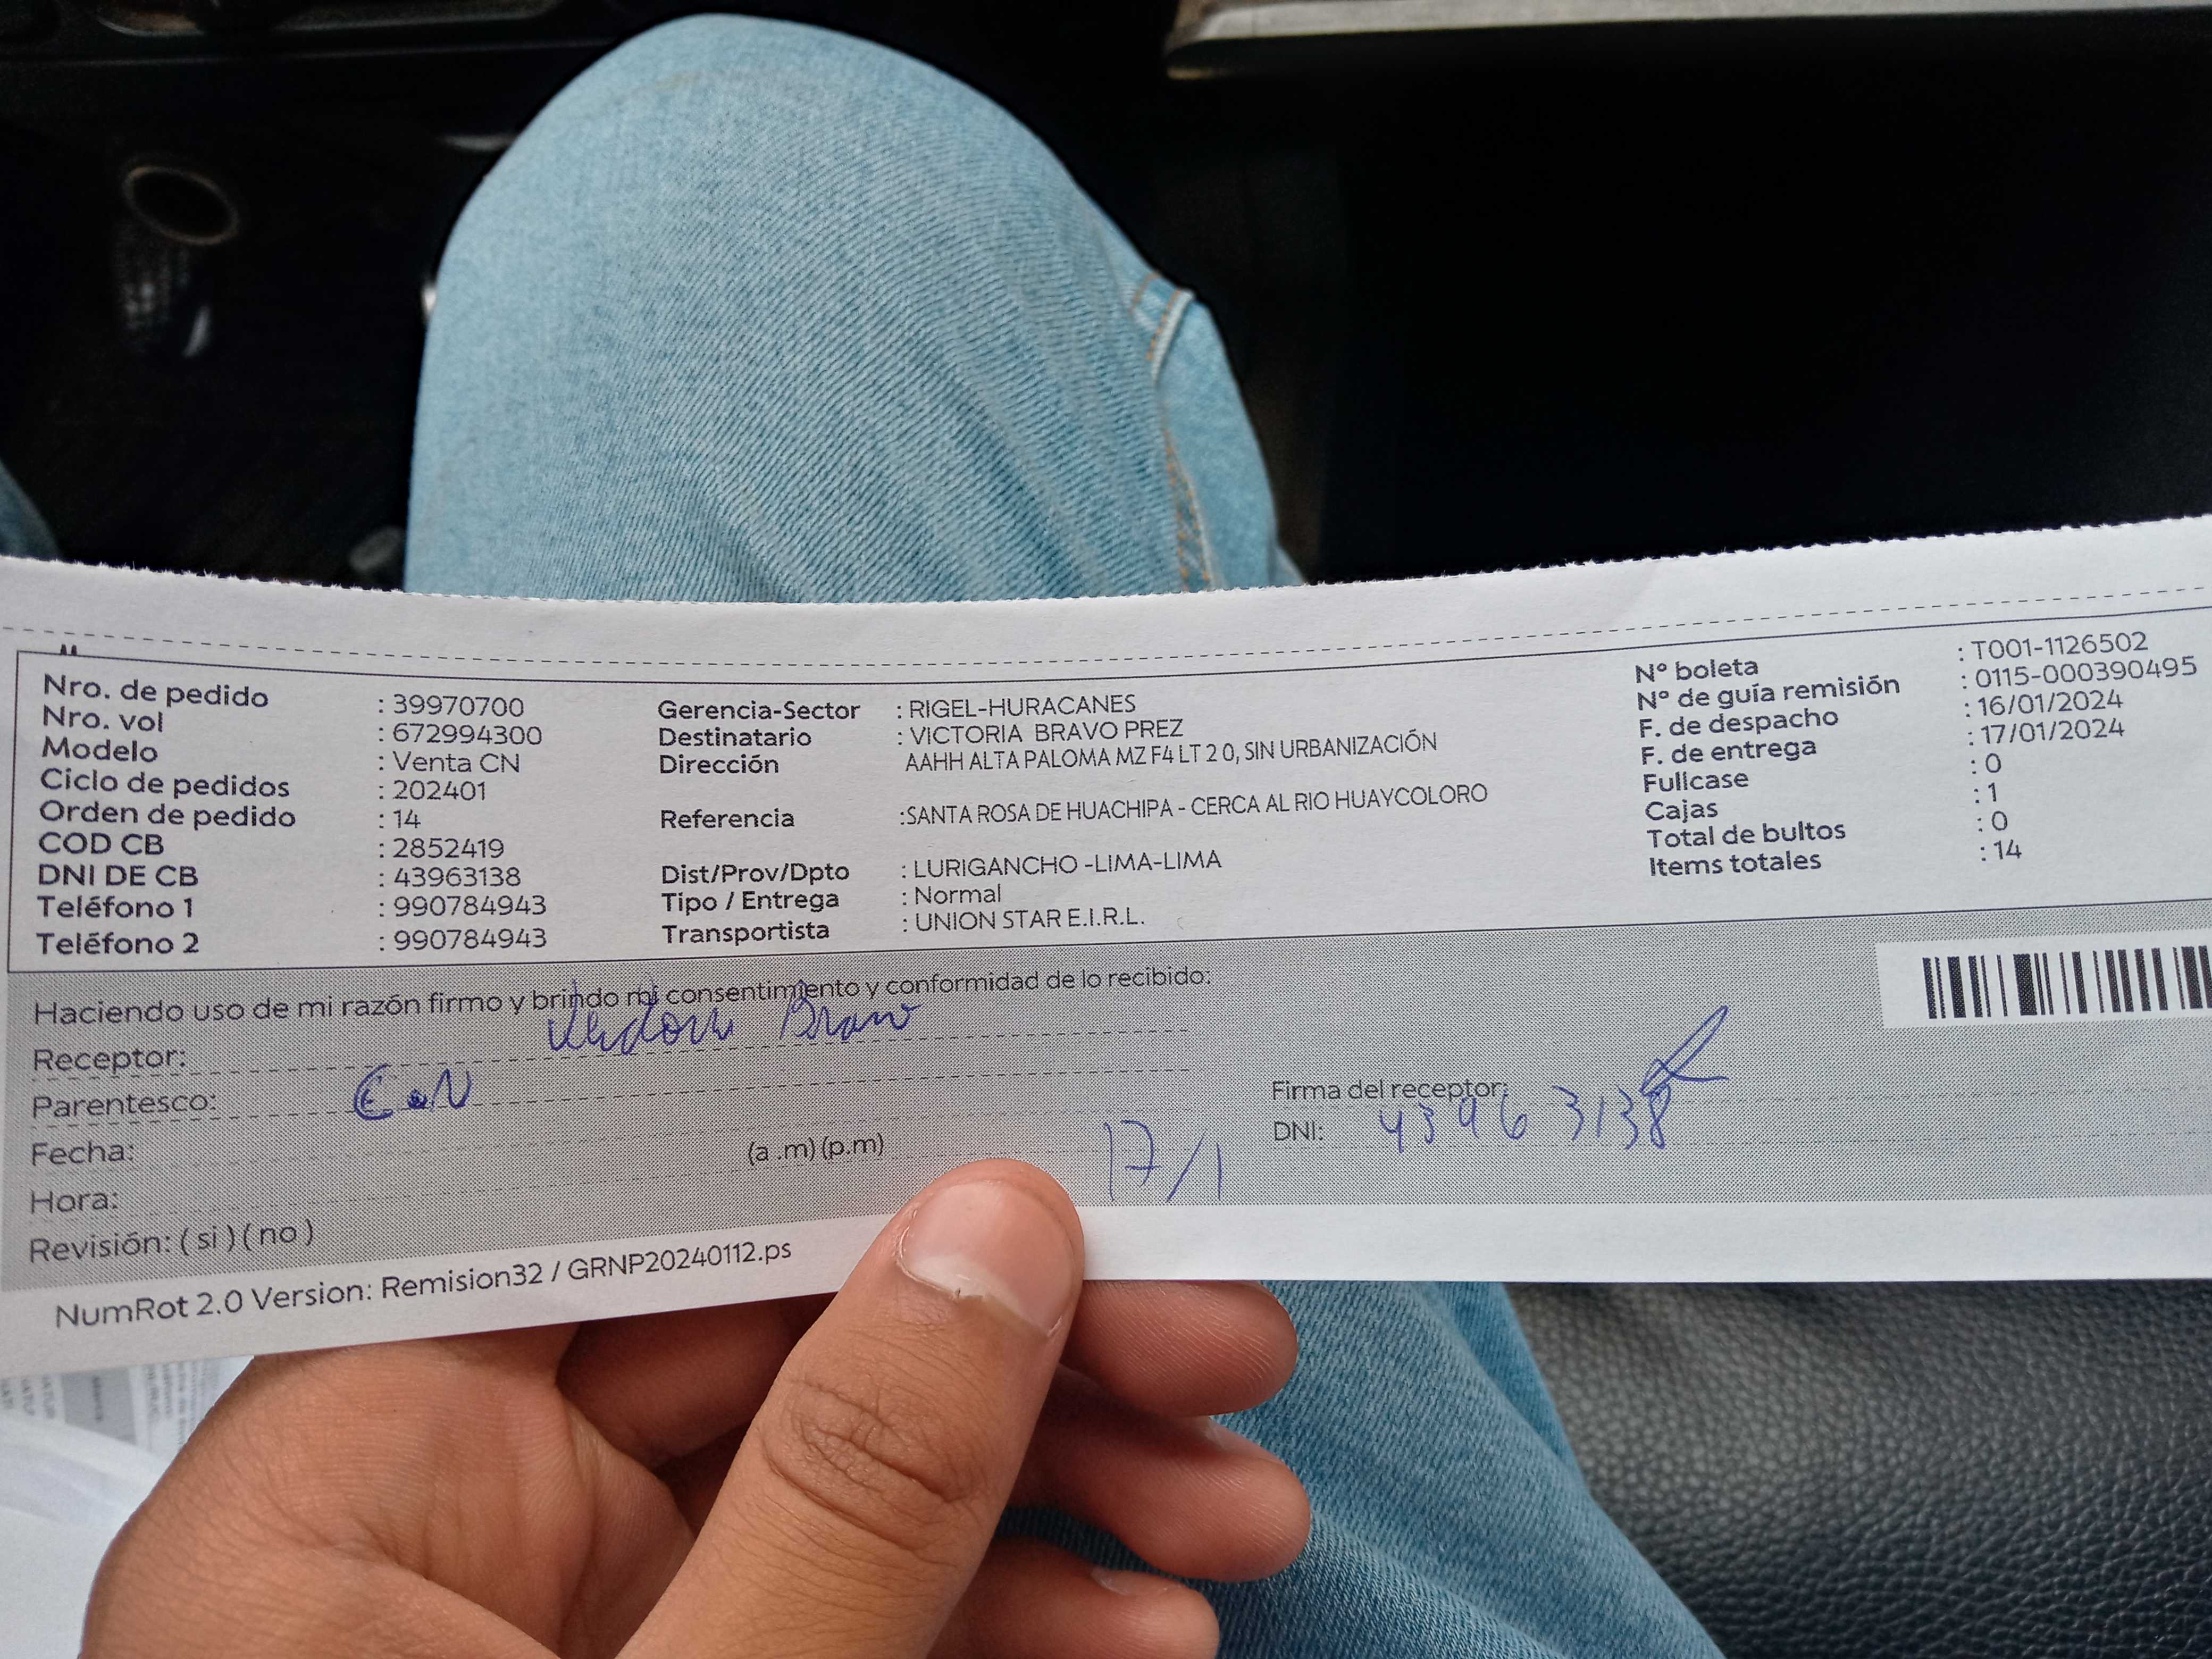 Nro. de pedido : 39970700
Nro. vol : 672994300
Modelo : Venta CN
Ciclo de pedidos : 202401
Orden de pedido : 14
COD CB : 2852419
DNI DE CB : 43963138
Teléfono 1 : 990784943
Teléfono 2 : 990784943
Gerencia-Sector : RIGEL-HURACANES
Destinatario : VICTORIA BRAVO PREZ
Dirección AAHH ALTA PALOMA MZ F4 LT 2 0, SIN URBANIZACIÓN
Referencia :SANTA ROSA DE HUACHIPA - CERCA AL RIO HUAYCOLORO
Dist/Prov/Dpto : LURIGANCHO -LIMA-LIMA
Tipo / Entrega : Normal
Transportista : UNION STAR E.I.R.L.
N° boleta : T001-1126502
N° de guía remisión : 0115-000390495
F. de despacho : 16/01/2024
F. de entrega : 17/01/2024
Fullcase : 0
Cajas : 1
Total de bultos : 0
Items totales : 14
Haciendo uso de mi razón firmo y brindo mi consentimiento y conformidad de lo recibido:
Receptor: Bravo
Parentesco:
Fecha: 17/1
Hora: (a .m) (p.m)
Revisión: ( si ) ( no )
Firma del receptor:
DNI: 43963138
NumRot 2.0 Version: Remision32 / GRNP20240112.ps